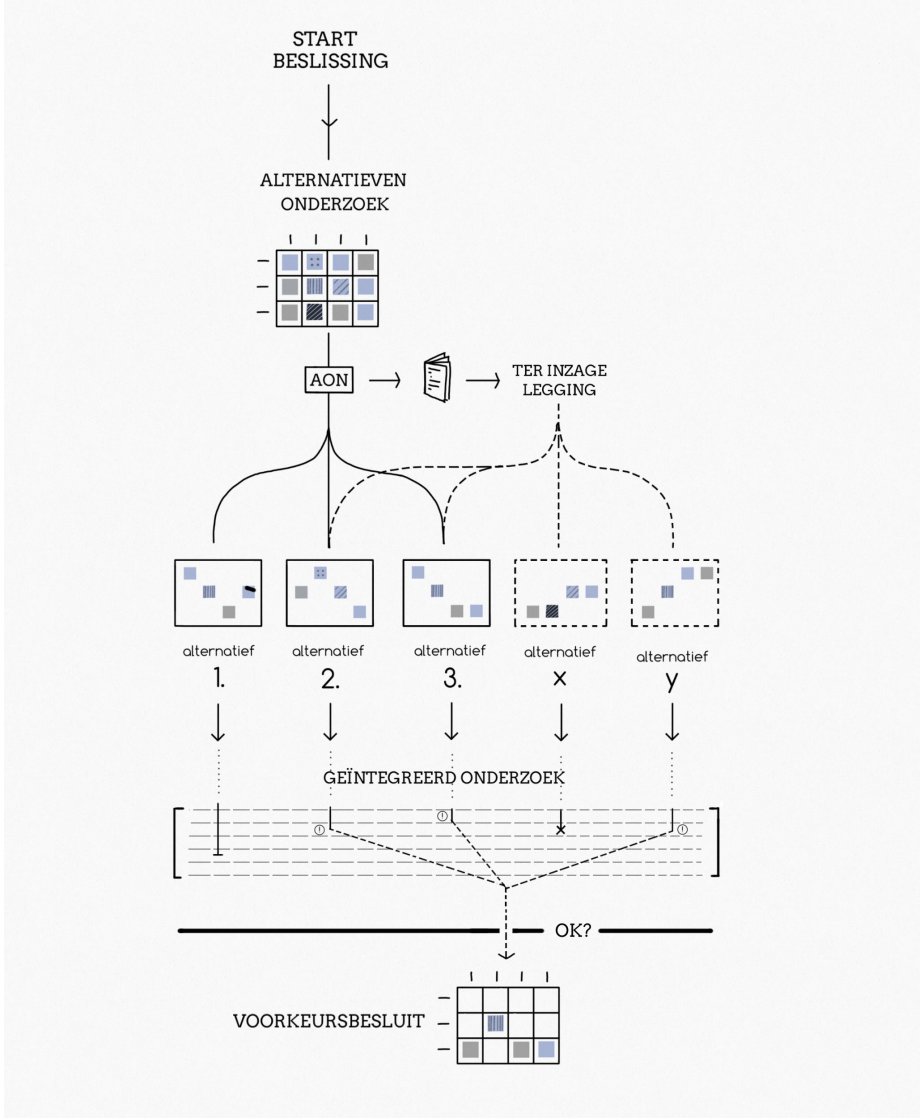 START
BESLISSING
ALTERNATIEVEN
ONDERZOEK
AON
TER INZAGE
LEGGING
alternatief
1.
alternatief
2.
alternatief
3.
alternatief
x
alternatief
y
GEÏNTEGREERD ONDERZOEK
OK?
VOORKEURSBESLUIT